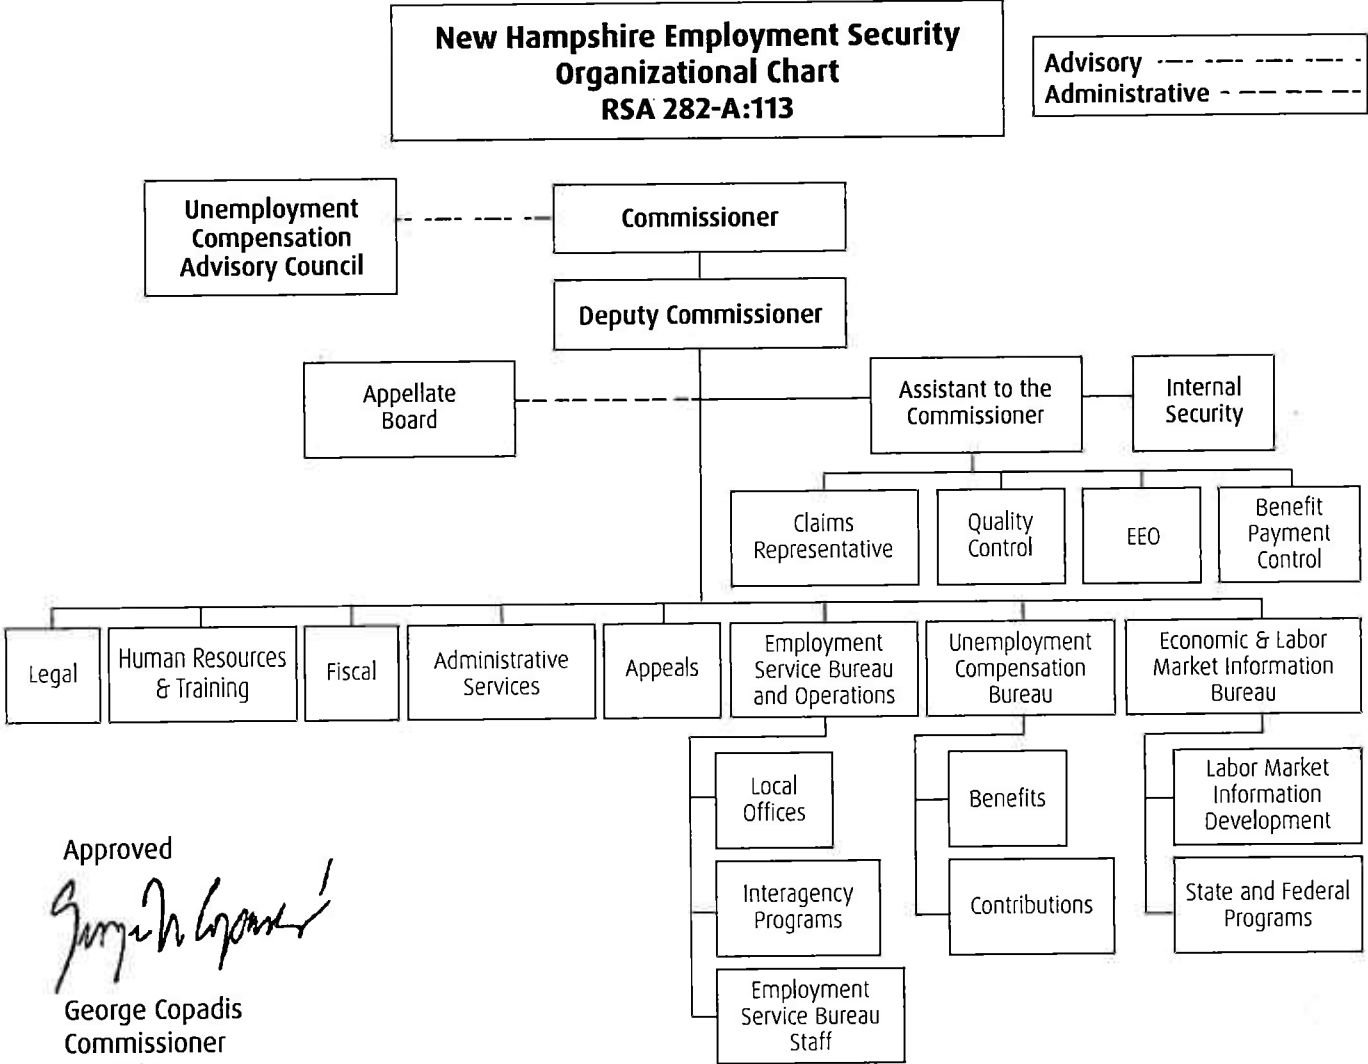 New Hampshire Employment Security
Organizational Chart
RSA 282-A:113
Advisory
Administrative
Unemployment
Compensation
Advisory Council
Commissioner
Deputy Commissioner
Appellate
Board
Assistant to the
Commissioner
Internal
Security
Claims
Representative
Quality
Control
EEO
Benefit
Payment
Control
Legal
Human Resources
& Training
Fiscal
Administrative
Services
Appeals
Employment
Service Bureau
and Operations
Unemployment
Compensation
Bureau
Economic & Labor
Market Information
Bureau
Local
Offices
Interagency
Programs
Employment
Service Bureau
Staff
Benefits
Contributions
Labor Market
Information
Development
State and Federal
Programs
Approved
George Copadis
Commissioner